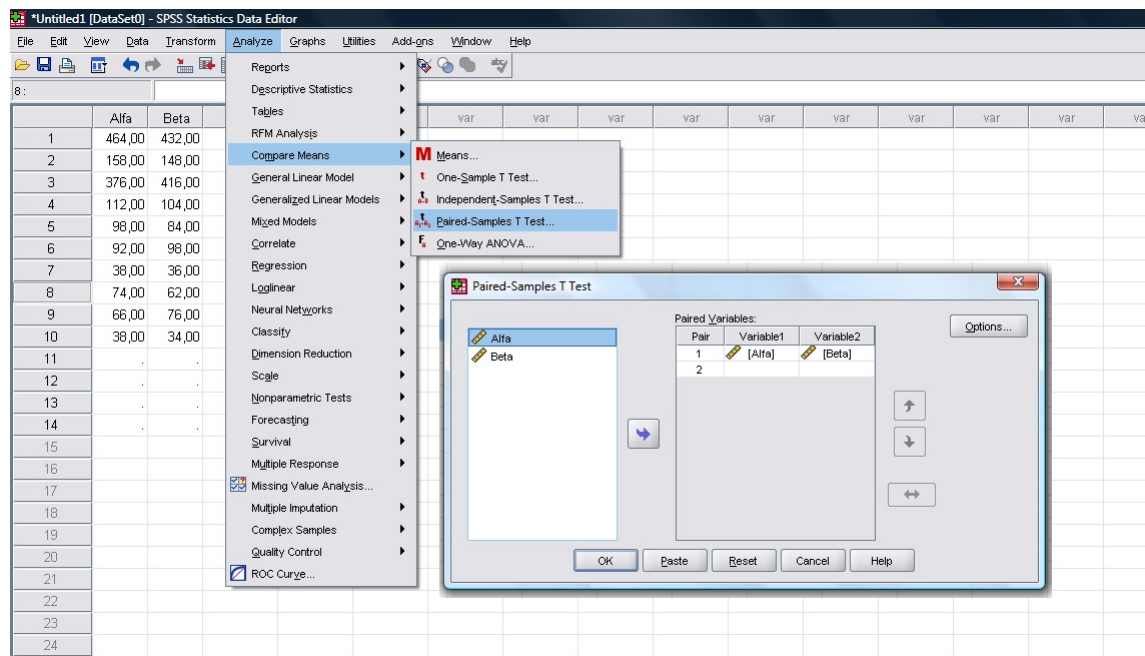 *Untitled1 [DataSet0] - SPSS Statistics Data Editor
File Edit View Data Transform Analyze Graphs Utilities Add-ons Window Help
8 :
Alfa Beta var var var var var var var var var va
1 464,00 432,00
2 158,00 148,00
3 376,00 416,00
4 112,00 104,00
5 98,00 84,00
6 92,00 98,00
7 38,00 36,00
8 74,00 62,00
9 66,00 76,00
10 38,00 34,00
11 . .
12 . .
13 . .
14 . .
15
16
17
18
19
20
21
22
23
24
Reports
Descriptive Statistics
Tables
RFM Analysis
Compare Means
General Linear Model
Generalized Linear Models
Mixed Models
Correlate
Regression
Loglinear
Neural Networks
Classify
Dimension Reduction
Scale
Nonparametric Tests
Forecasting
Survival
Multiple Response
Missing Value Analysis...
Multiple Imputation
Complex Samples
Quality Control
ROC Curve...
M Means...
t One-Sample T Test...
Independent-Samples T Test...
Paired-Samples T Test...
One-Way ANOVA...
Paired-Samples T Test
Alfa
Beta
Paired Variables:
Pair Variable1 Variable2
1 [Alfa] [Beta]
2
Options...
OK Paste Reset Cancel Help